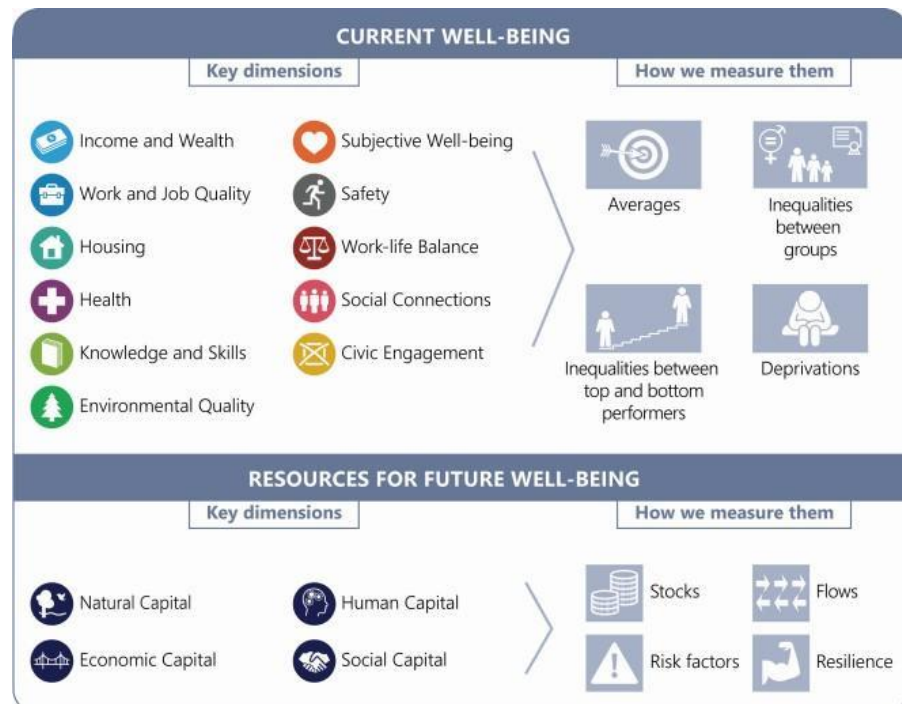 CURRENT WELL-BEING
Key dimensions
How we measure them
Income and Wealth
Work and Job Quality
Housing
Health
Knowledge and Skills
Environmental Quality
Subjective Well-being
Safety
Work-life Balance
Social Connections
Civic Engagement
Averages
Inequalities
between
groups
Inequalities between
top and bottom
performers
Deprivations
RESOURCES FOR FUTURE WELL-BEING
Key dimensions
How we measure them
Natural Capital
Economic Capital
Human Capital
Social Capital
Stocks
Flows
Risk factors
Resilience